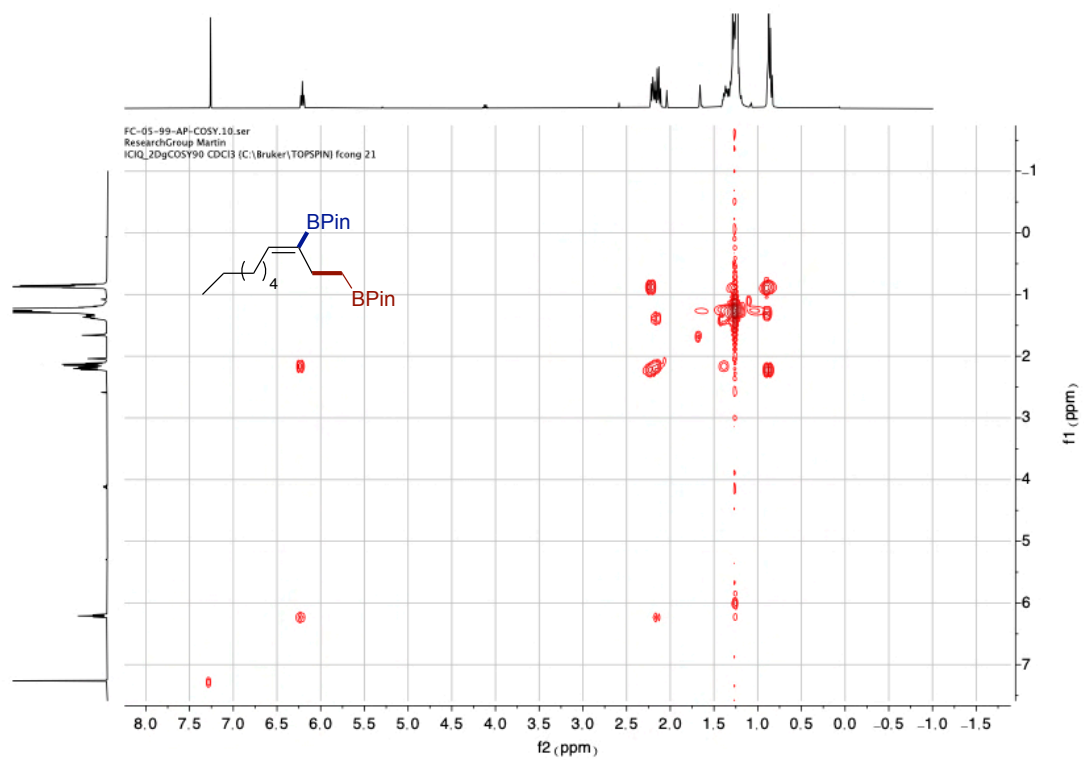 FC-05-99-AP-COSY.10.ser
ResearchGroup Martin
ICIQ_2DgCOSY90 CDCl3 {C:\Bruker\TOPSPIN} fcong 21
BPin
4
BPin
-1
0
1
2
3
4
5
6
7
f1 (ppm)
8.0 7.5 7.0 6.5 6.0 5.5 5.0 4.5 4.0 3.5 3.0 2.5 2.0 1.5 1.0 0.5 0.0 -0.5 -1.0 -1.5
f2 (ppm)